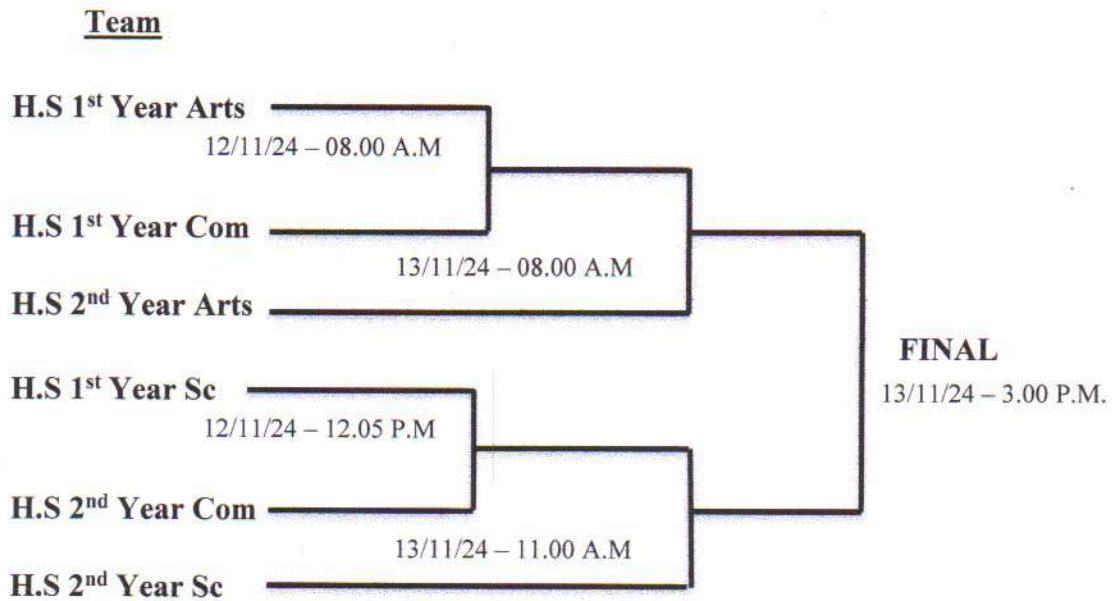 Team
H.S 1st Year Arts
12/11/24 – 08.00 A.M
H.S 1st Year Com
13/11/24 – 08.00 A.M
H.S 2nd Year Arts
FINAL
H.S 1st Year Sc
13/11/24 – 3.00 P.M.
12/11/24 – 12.05 P.M
H.S 2nd Year Com
13/11/24 – 11.00 A.M
H.S 2nd Year Sc